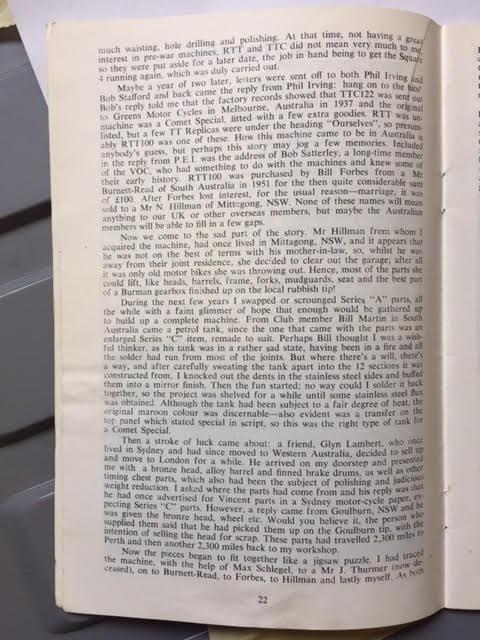 much waisting, hole drilling and polishing. At that time, not having a great
interest in pre-war machines, RTT and TTC did not mean very much to me
so they were put aside for a later date, the job in hand being to get the Square
4 running again, which was duly carried out.
Maybe a year of two later, letters were sent off to both Phil Irving and
Bob Stafford and back came the reply from Phil Irving: hang on to the bits!
Bob's reply told me that the factory records showed that TTC122 was sent out
to Greens Motor Cycles in Melbourne, Australia in 1937 and the original
machine was a Comet Special, fitted with a few extra goodies. RTT was un-
listed, but a few TT Replicas were under the heading "Ourselves", so presum-
ably RTT100 was one of these. How this machine came to be in Australia is
anybody's guess, but perhaps this story may jog a few memories. Included
in the reply from P.E.I. was the address of Bob Satterley, a long-time member
of the VOC, who had something to do with the machines and knew some of
their early history. RTT100 was purchased by Bill Forbes from a Mr
Burnett-Read of South Australia in 1951 for the then quite considerable sum
of £100. After Forbes lost interest, for the usual reason—marriage, it was
sold to a Mr N. Hillman of Mittagong, NSW. None of these names will mean
anything to our UK or other overseas members, but maybe the Australian
members will be able to fill in a few gaps.
Now we come to the sad part of the story. Mr Hillman from whom I
acquired the machine, had once lived in Mittagong, NSW, and it appears that
he was not on the best of terms with his mother-in-law, so, whilst he was
away from their joint residence, she decided to clear out the garage; after all
it was only old motor bikes she was throwing out. Hence, most of the parts she
could lift, like heads, barrels, frame, forks, mudguards, seat and the best part
of a Burman gearbox finished up on the local rubbish tip!
During the next few years I swapped or scrounged Series "A" parts, all
the while with a faint glimmer of hope that enough would be gathered up
to build up a complete machine. From Club member Bill Martin in South
Australia came a petrol tank, since the one that came with the parts was an
enlarged Series "C" item, remade to suit. Perhaps Bill thought I was a wish-
ful thinker, as his tank was in a rather sad state, having been in a fire and all
the solder had run from most of the joints. But where there's a will, there's
a way, and after carefully sweating the tank apart into the 12 sections it was
constructed from, I knocked out the dents in the stainless steel sides and buffed
them into a mirror finish. Then the fun started; no way could I solder it back
together, so the project was shelved for a while until some stainless steel flux
was obtained. Although the tank had been subject to a fair degree of heat, the
original maroon colour was discernable—also evident was a transfer on the
top panel which stated special in script, so this was the right type of tank for
a Comet Special.
Then a stroke of luck came about: a friend, Glyn Lambert, who once
lived in Sydney and had since moved to Western Australia, decided to sell up
and move to London for a while. He arrived on my doorstep and presented
me with a bronze head, alloy barrel and finned brake drums, as well as other
timing chest parts, which also had been the subject of polishing and judicious
weight reduction. I asked where the parts had come from and his reply was that
he had once advertised for Vincent parts in a Sydney motor-cycle paper, ex-
pecting Series "C" parts. However, a reply came from Goulburn, NSW and he
was given the bronze head, wheel etc. Would you believe it, the person who
supplied them said that he had picked them up on the Goulburn tip, with the
intention of selling the head for scrap. These parts had travelled 2,300 miles to
Perth and then another 2,300 miles back to my workshop.
Now the pieces began to fit together like a jigsaw puzzle. I had traced
the machine, with the help of Max Schlegel, to a Mr J. Thurmer (now de-
ceased), on to Burnett-Read, to Forbes, to Hillman and lastly myself. As both
22